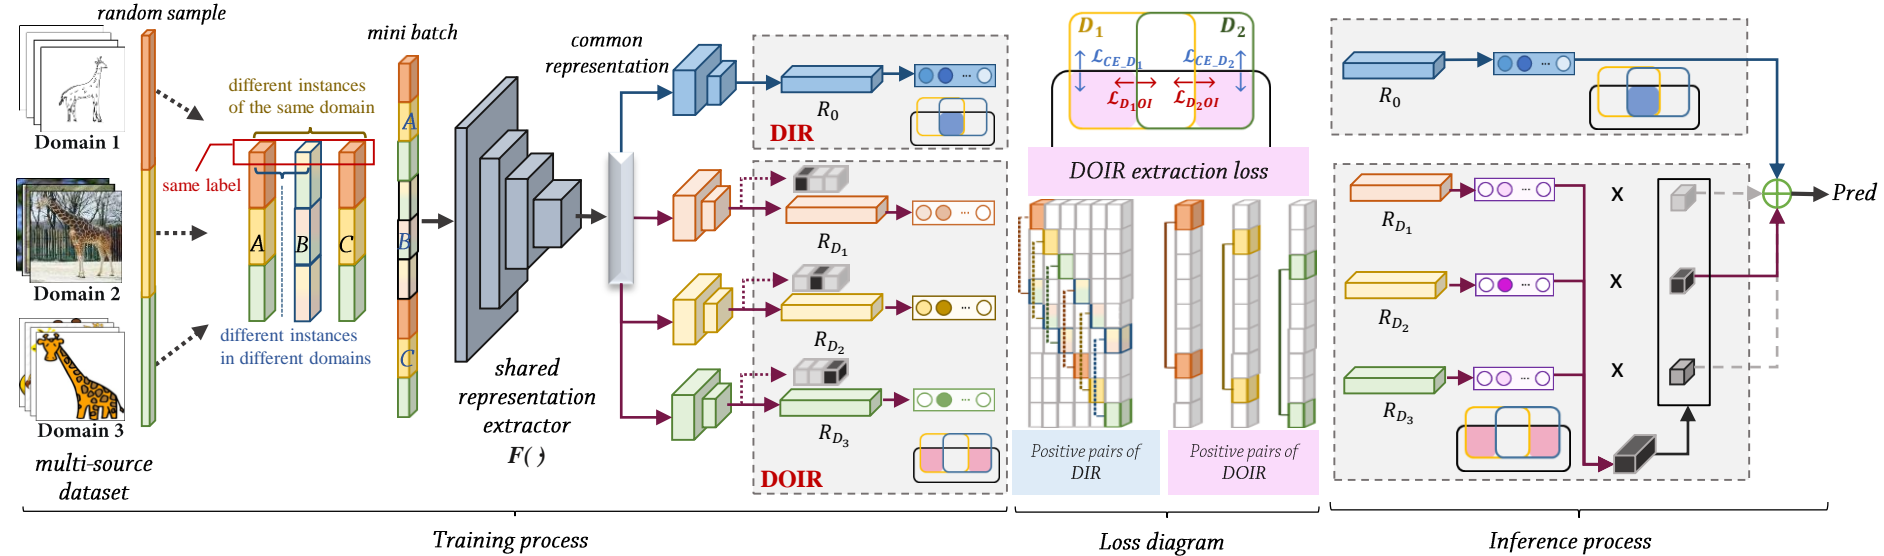 random sample
Domain 1
Domain 2
Domain 3
multi-source
dataset
different instances
of the same domain
same label
A
B
C
different instances
in different domains
mini batch
A
B
C
shared
representation
extractor
F(·)
common
representation
R0
DIR
RD1
RD2
RD3
DOIR
Training process
D1
D2
ℒCE_D1
ℒCE_D2
ℒD1OI
ℒD2OI
DOIR extraction loss
Positive pairs of
DIR
Positive pairs of
DOIR
Loss diagram
R0
RD1
X
RD2
X
RD3
X
Pred
Inference process